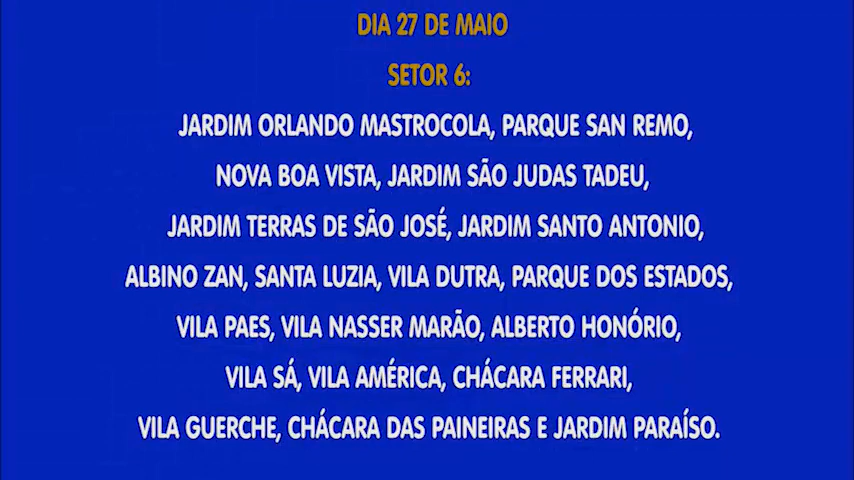 DIA 27 DE MAIO
SETOR 6:
JARDIM ORLANDO MASTROCOLA, PARQUE SAN REMO,
NOVA BOA VISTA, JARDIM SÃO JUDAS TADEU,
JARDIM TERRAS DE SÃO JOSÉ, JARDIM SANTO ANTONIO,
ALBINO ZAN, SANTA LUZIA, VILA DUTRA, PARQUE DOS ESTADOS,
VILA PAES, VILA NASSER MARÃO, ALBERTO HONÓRIO,
VILA SÁ, VILA AMÉRICA, CHÁCARA FERRARI,
VILA GUERCHE, CHÁCARA DAS PAINEIRAS E JARDIM PARAÍSO.